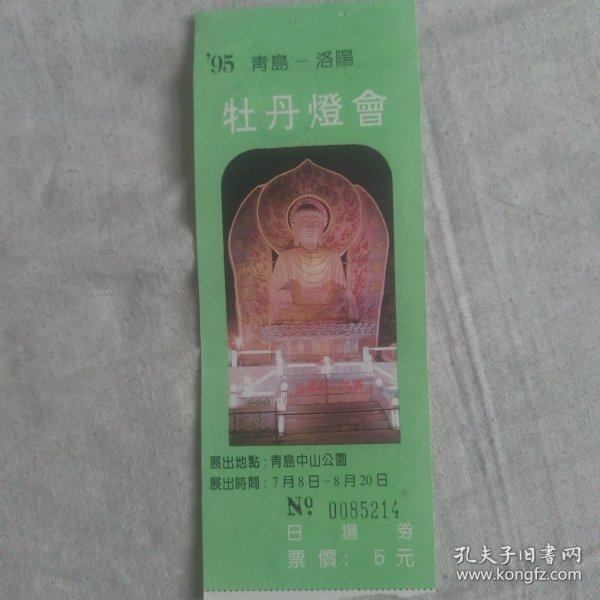 '95 青島－洛陽
牡丹燈會
展出地點：青島中山公園
展出時間：7月8日－8月20日
Nº 0085214
日場券
票價：5元
孔夫子旧书网
www.kongfz.com